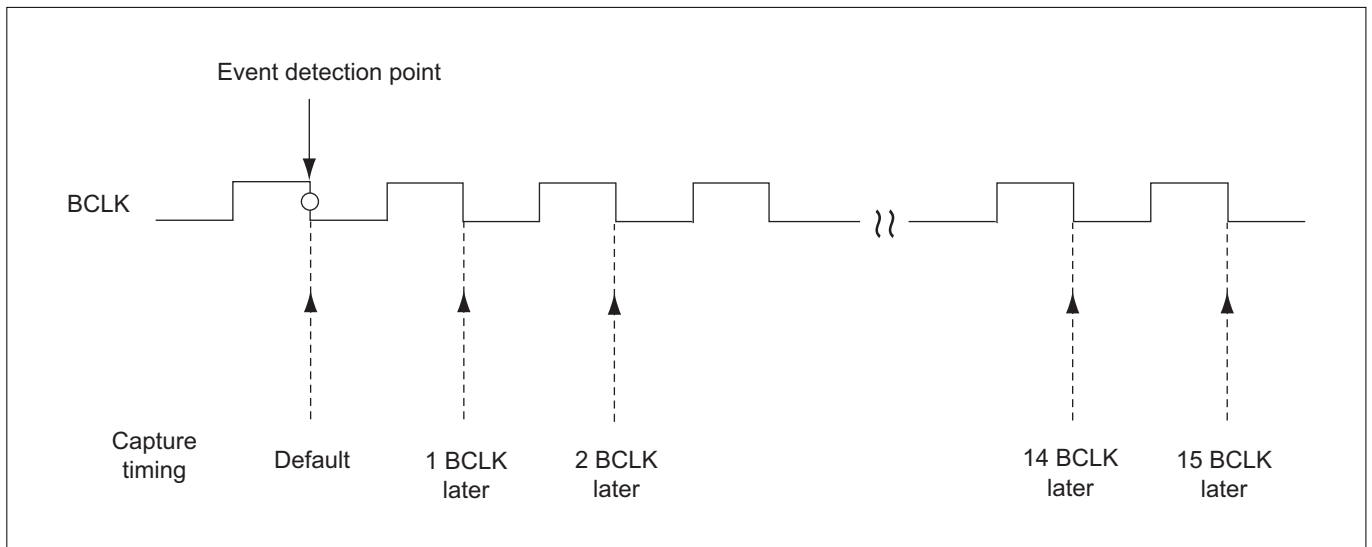 Event detection point
BCLK
Capture
timing
Default
1 BCLK
later
2 BCLK
later
14 BCLK
later
15 BCLK
later